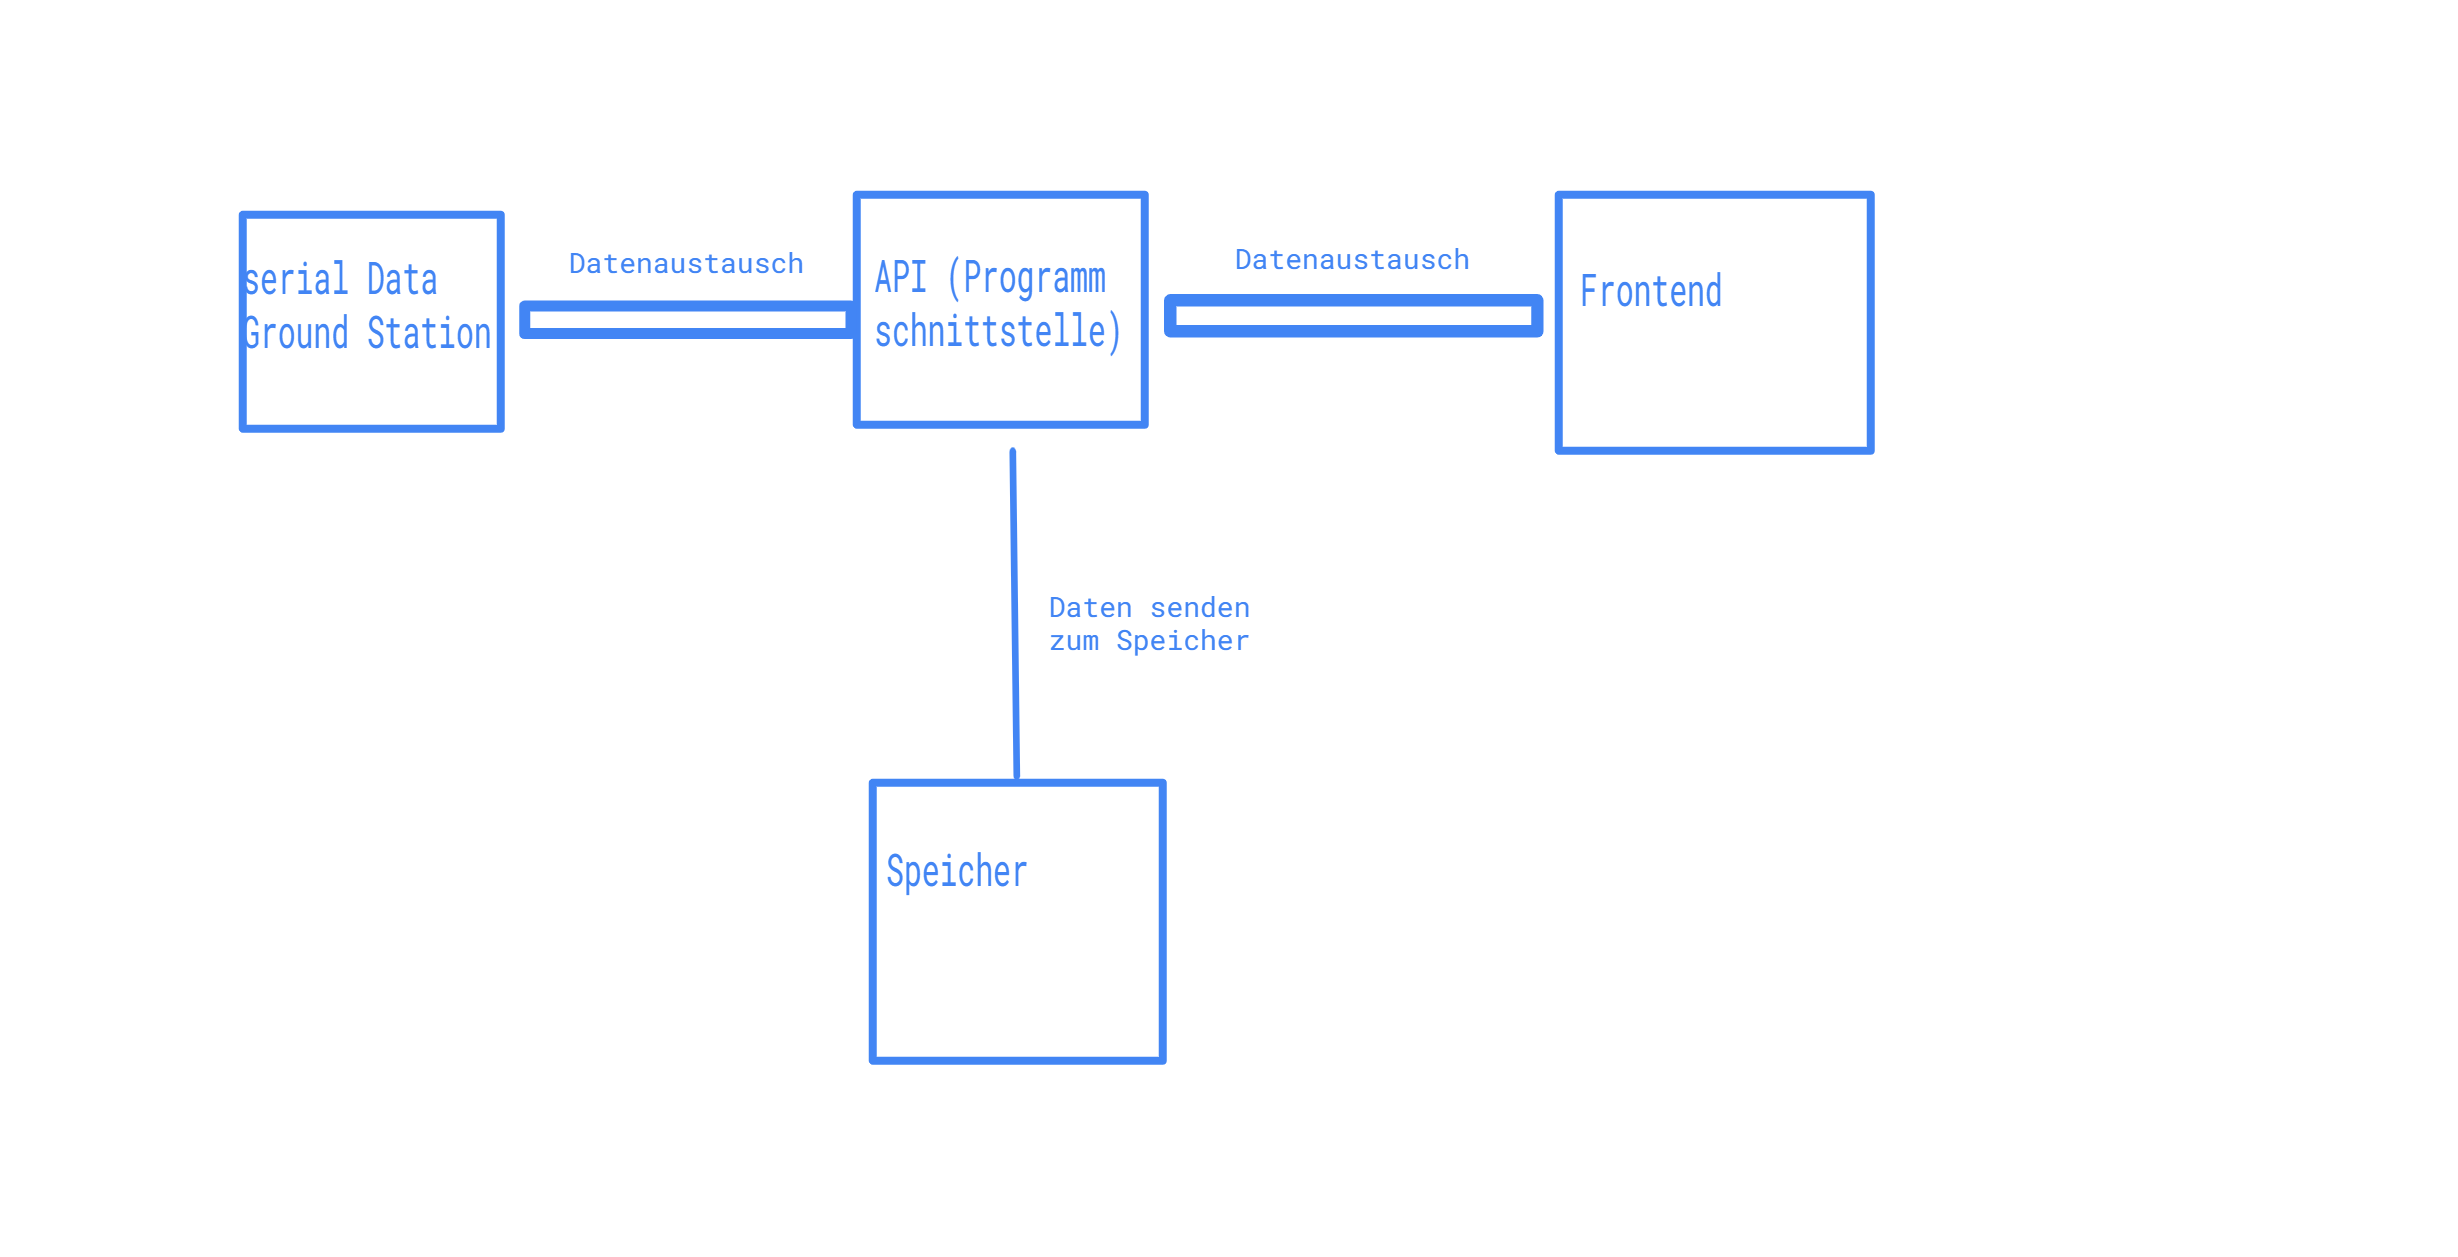 serial Data
Ground Station
Datenaustausch
API (Programm
schnittstelle)
Datenaustausch
Frontend
Daten senden
zum Speicher
Speicher